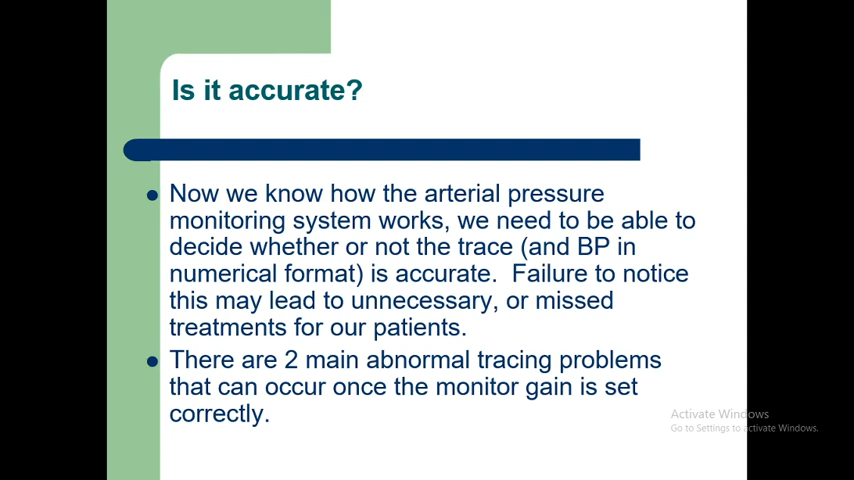 Is it accurate?
Now we know how the arterial pressure
monitoring system works, we need to be able to
decide whether or not the trace (and BP in
numerical format) is accurate.  Failure to notice
this may lead to unnecessary, or missed
treatments for our patients.
There are 2 main abnormal tracing problems
that can occur once the monitor gain is set
correctly.
Activate Windows
Go to Settings to activate Windows.